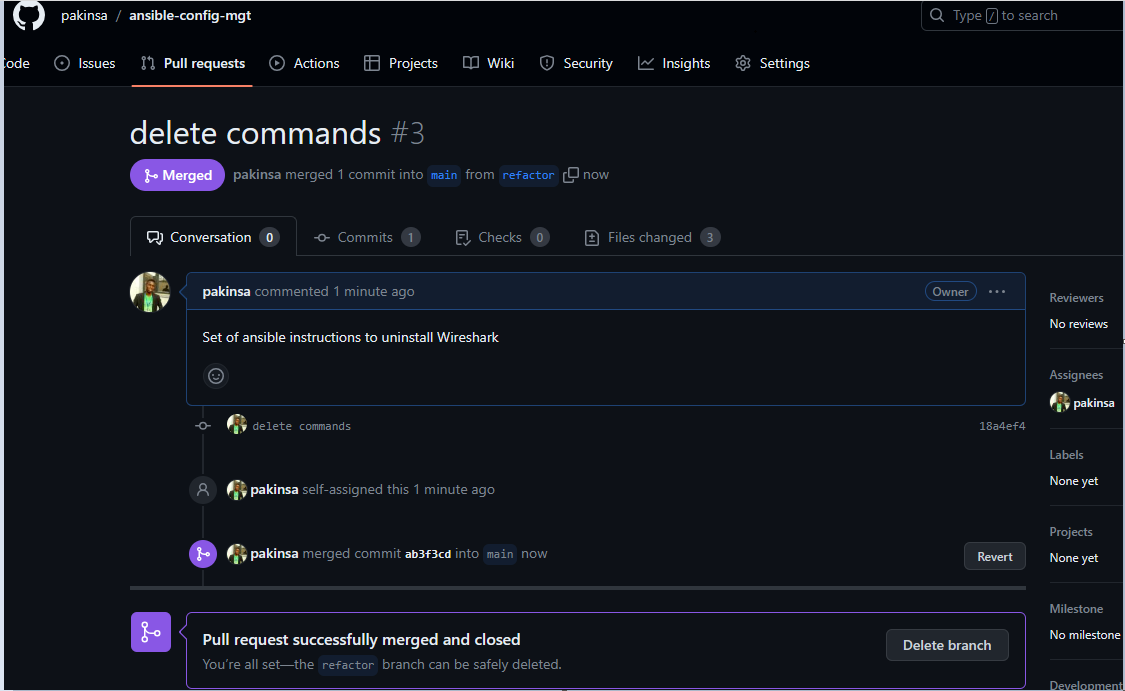 pakinsa / ansible-config-mgt
Type / to search
Code Issues Pull requests Actions Projects Wiki Security Insights Settings
delete commands #3
Merged pakinsa merged 1 commit into main from refactor now
Conversation 0 Commits 1 Checks 0 Files changed 3
pakinsa commented 1 minute ago Owner ...
Set of ansible instructions to uninstall Wireshark
delete commands 18a4ef4
pakinsa self-assigned this 1 minute ago
pakinsa merged commit ab3f3cd into main now Revert
Pull request successfully merged and closed
You're all set—the refactor branch can be safely deleted.
Delete branch
Reviewers
No reviews
Assignees
pakinsa
Labels
None yet
Projects
None yet
Milestone
No milestone
Development